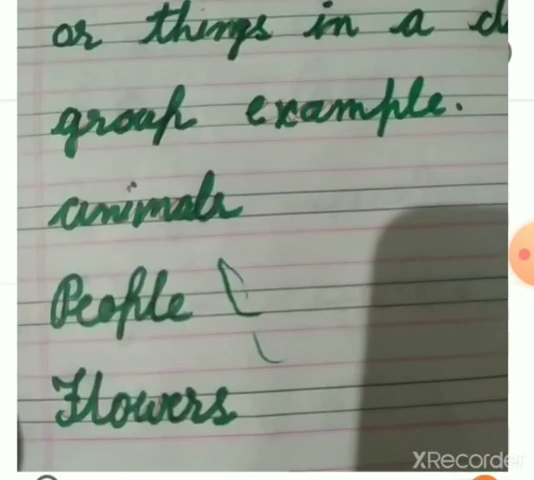 or things in a
group example.
animals
People
Flowers
XRecorder